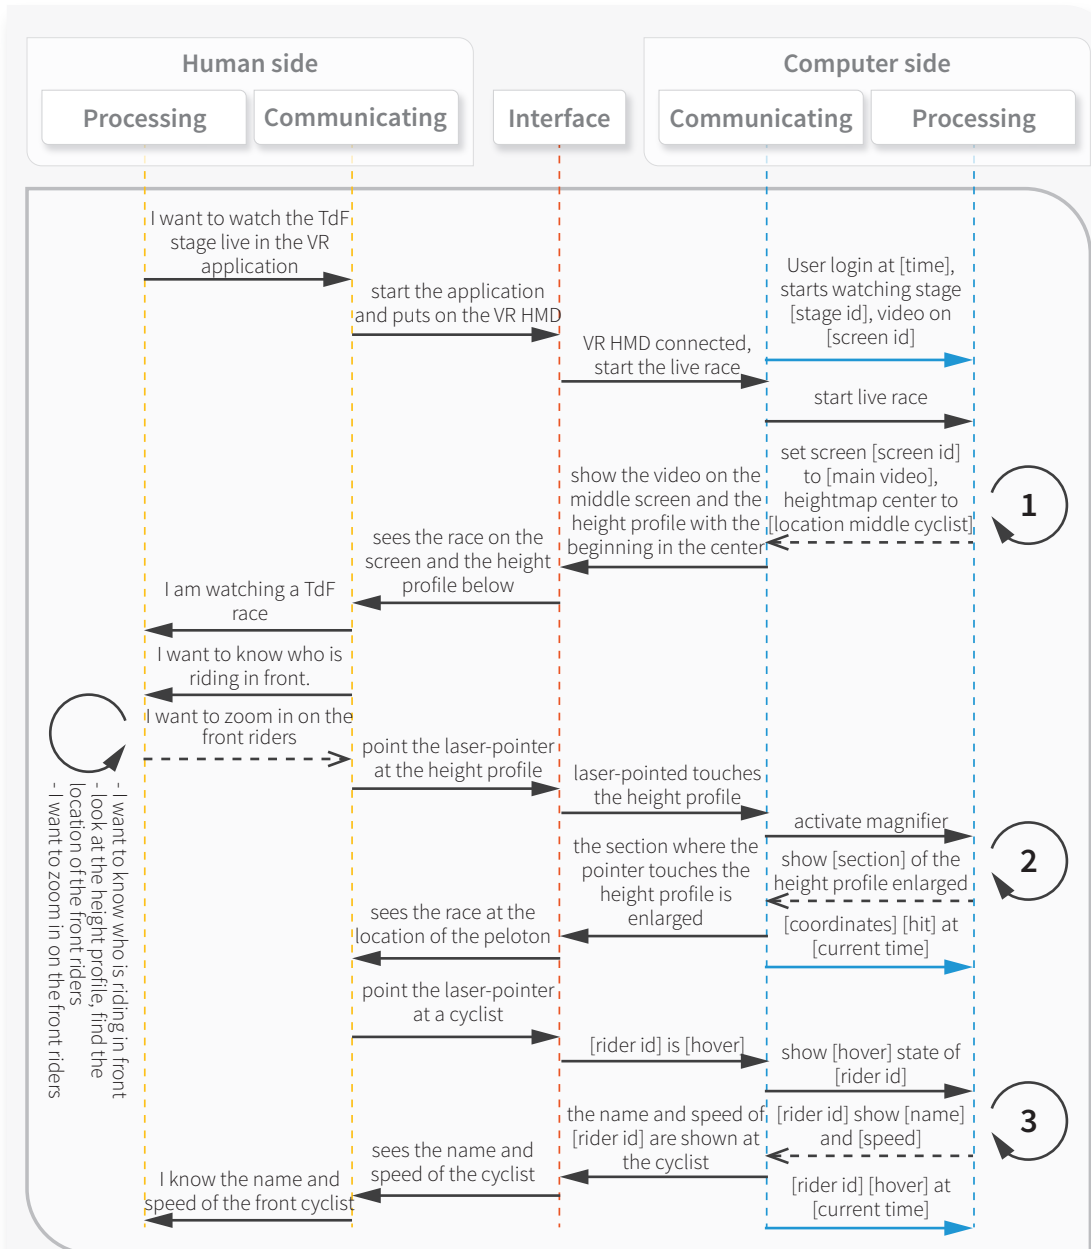 Human side
Computer side
Processing
Communicating
Interface
Communicating
Processing
I want to watch the TdF
stage live in the VR
application
start the application
and puts on the VR HMD
VR HMD connected,
start the live race
User login at [time],
starts watching stage
[stage id], video on
[screen id]
start live race
set screen [screen id]
to [main video],
heightmap center to
[location middle cyclist]
1
show the video on the
middle screen and the
height profile with the
beginning in the center
sees the race on the
screen and the height
profile below
I am watching a TdF
race
I want to know who is
riding in front.
I want to zoom in on the
front riders
- I want to know who is riding in front
- look at the height profile, find the
location of the front riders
- I want to zoom in on the front riders
point the laser-pointer
at the height profile
laser-pointed touches
the height profile
activate magnifier
2
show [section] of the
height profile enlarged
the section where the
pointer touches the
height profile is
enlarged
[coordinates] [hit] at
[current time]
sees the race at the
location of the peloton
point the laser-pointer
at a cyclist
[rider id] is [hover]
show [hover] state of
[rider id]
3
[rider id] show [name]
and [speed]
the name and speed of
[rider id] are shown at
the cyclist
sees the name and
speed of the cyclist
I know the name and
speed of the front cyclist
[rider id] [hover] at
[current time]